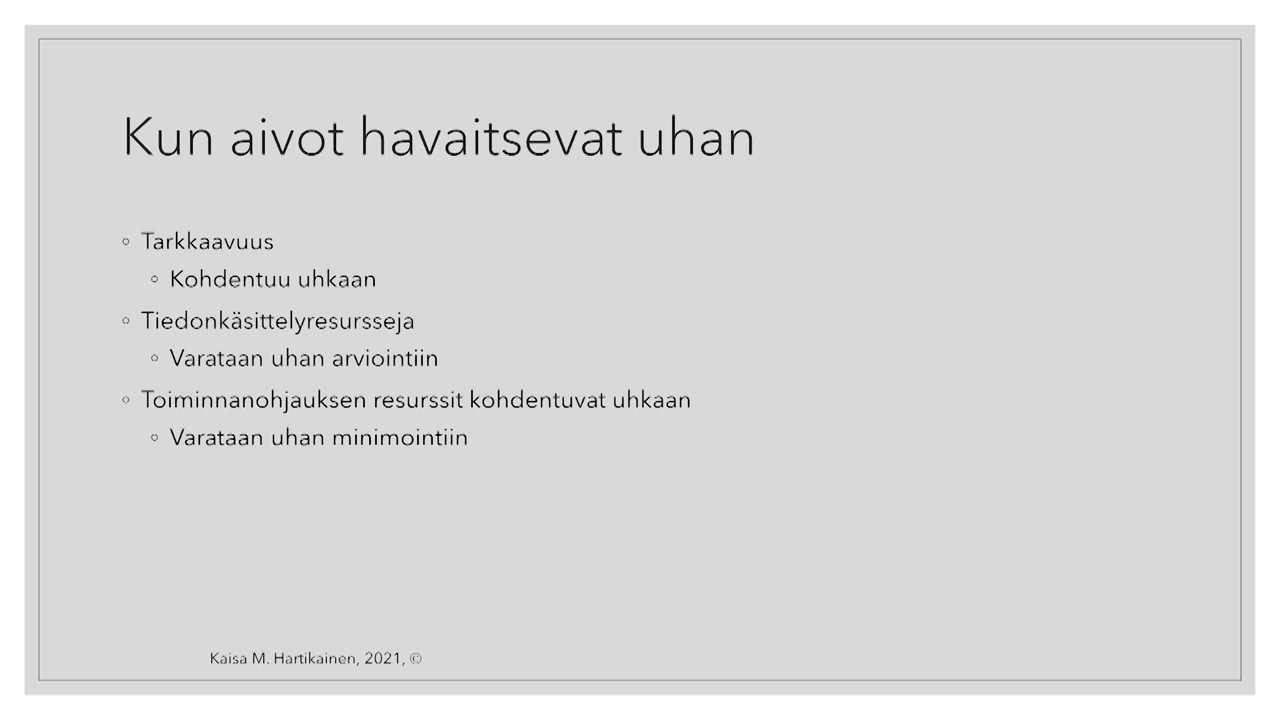 Kun aivot havaitsevat uhan
◦ Tarkkaavuus
◦ Kohdentuu uhkaan
◦ Tiedonkäsittelyresursseja
◦ Varataan uhan arviointiin
◦ Toiminnanohjauksen resurssit kohdentuvat uhkaan
◦ Varataan uhan minimointiin
Kaisa M. Hartikainen, 2021, ©